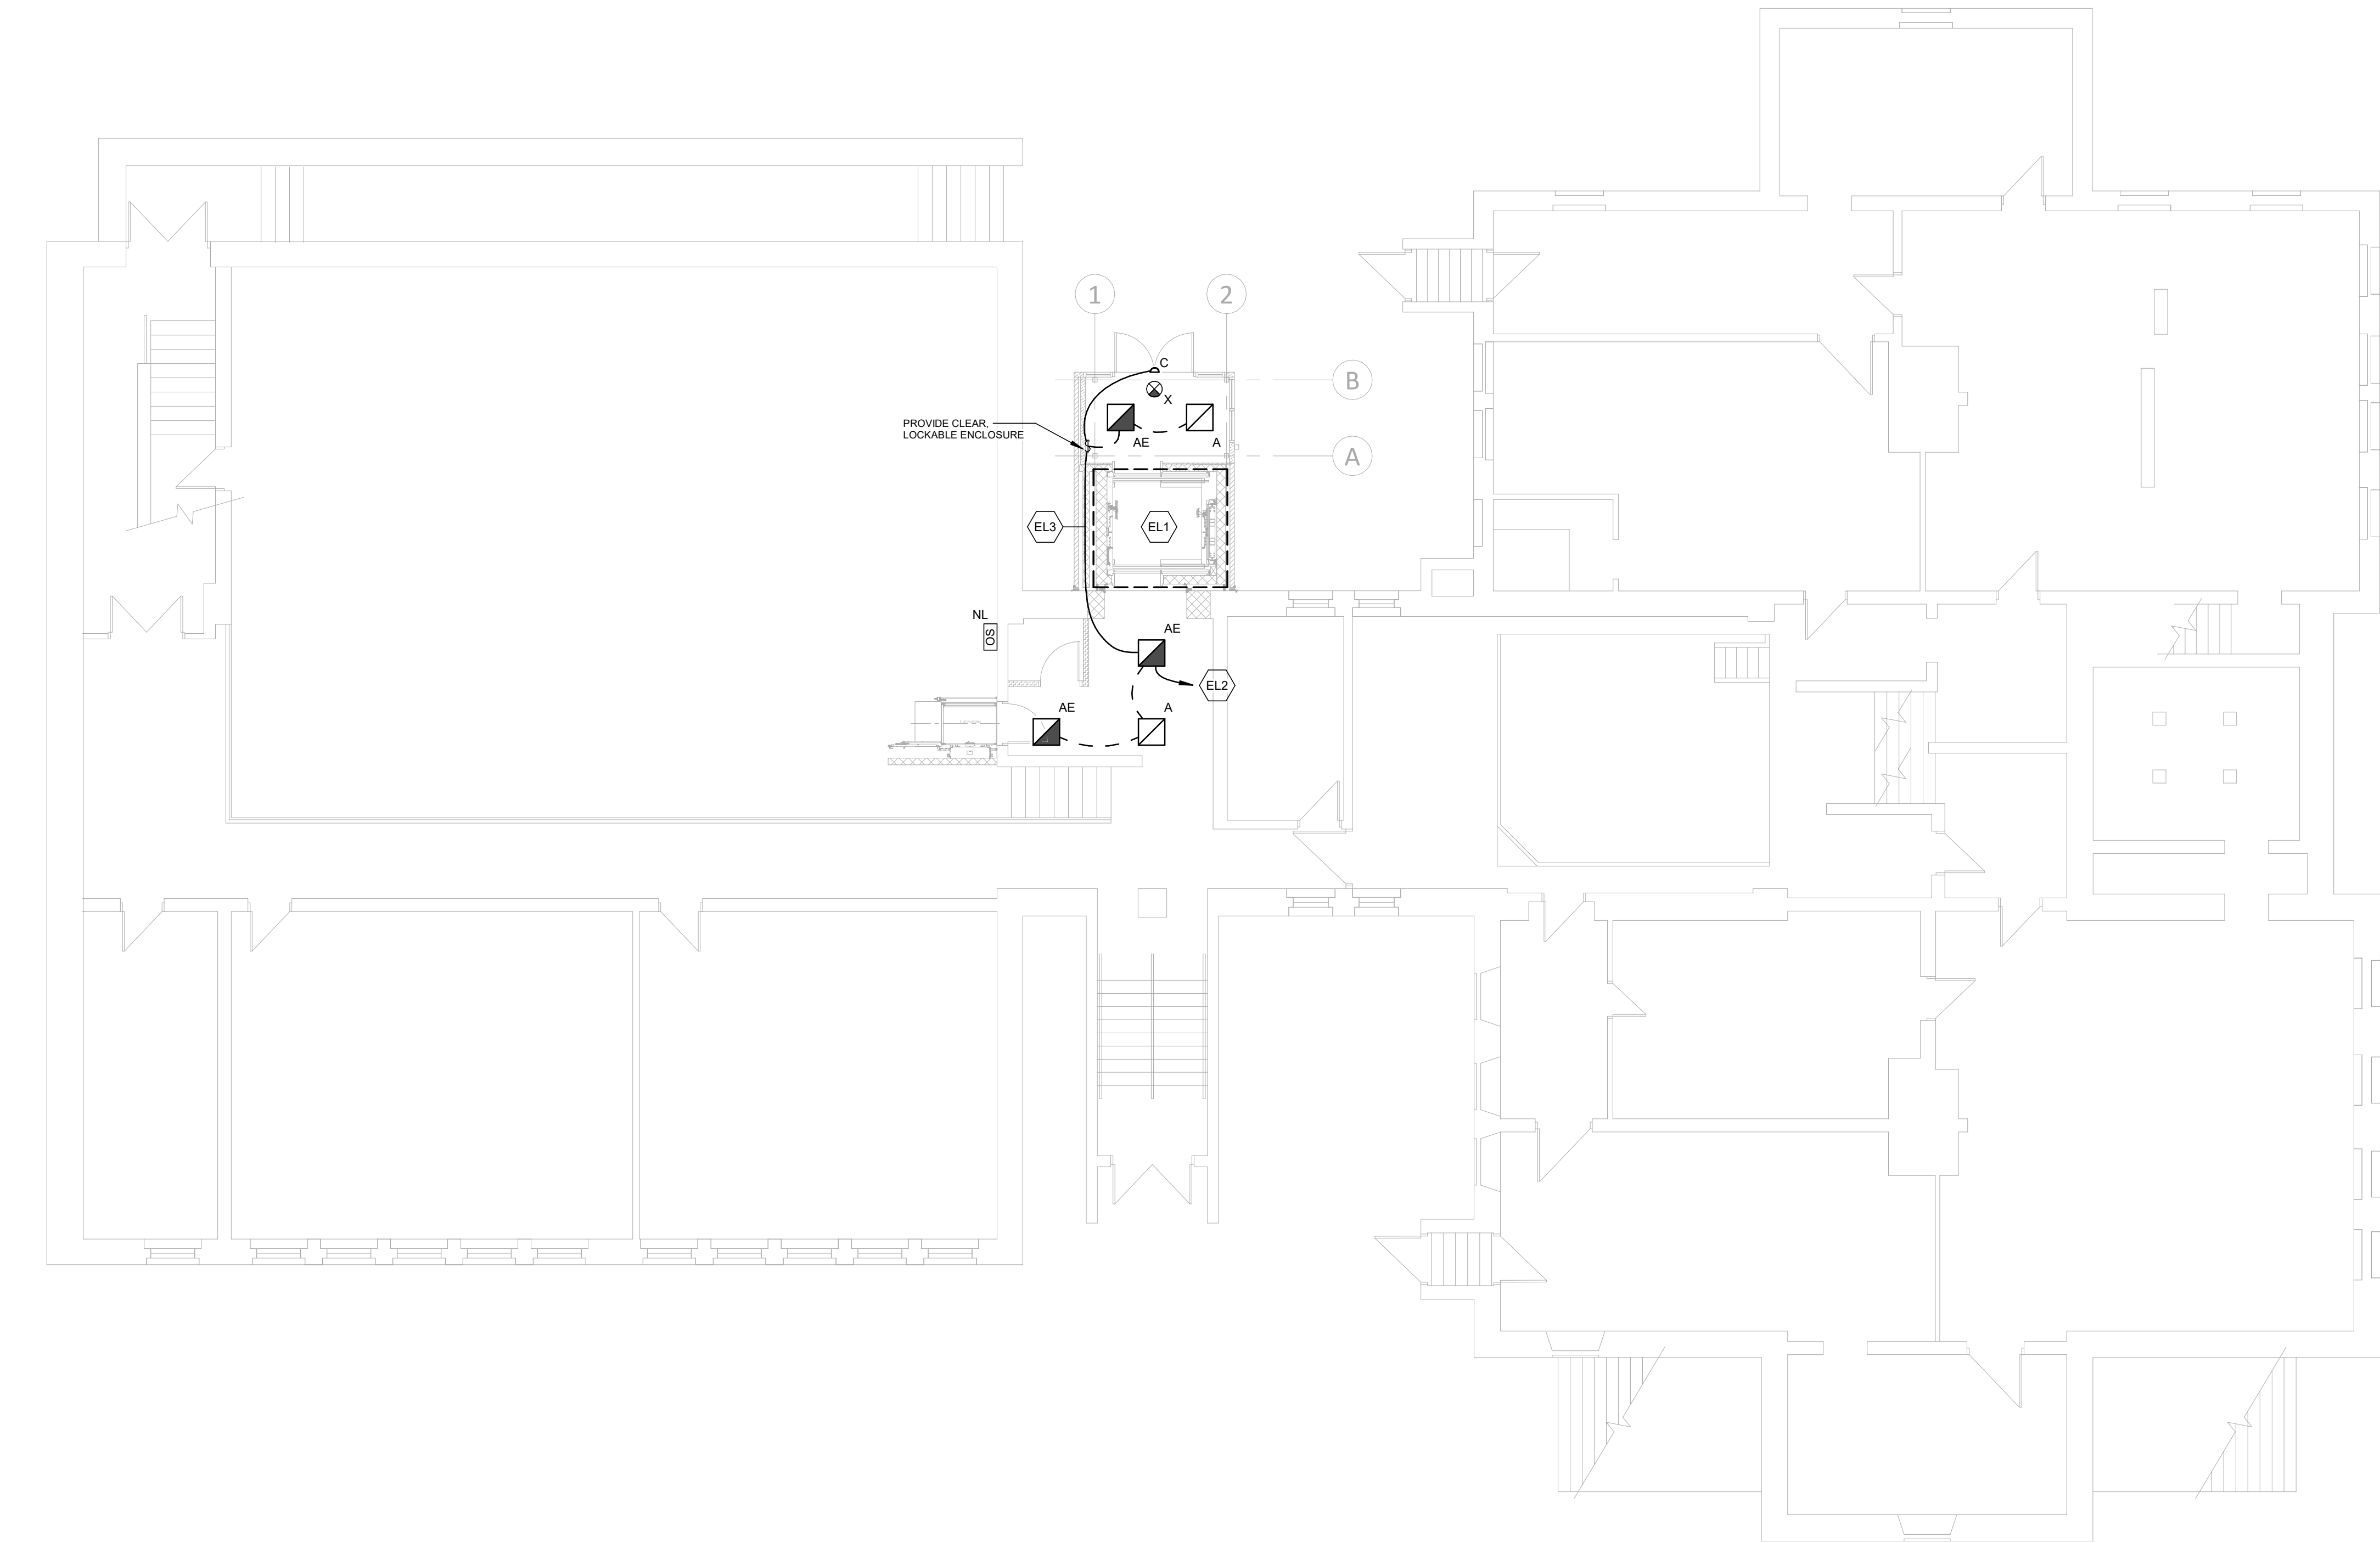 1
2
C
B
X
PROVIDE CLEAR,
LOCKABLE ENCLOSURE
AE
A
A
EL3
EL1
NL
OS
AE
EL2
AE
A